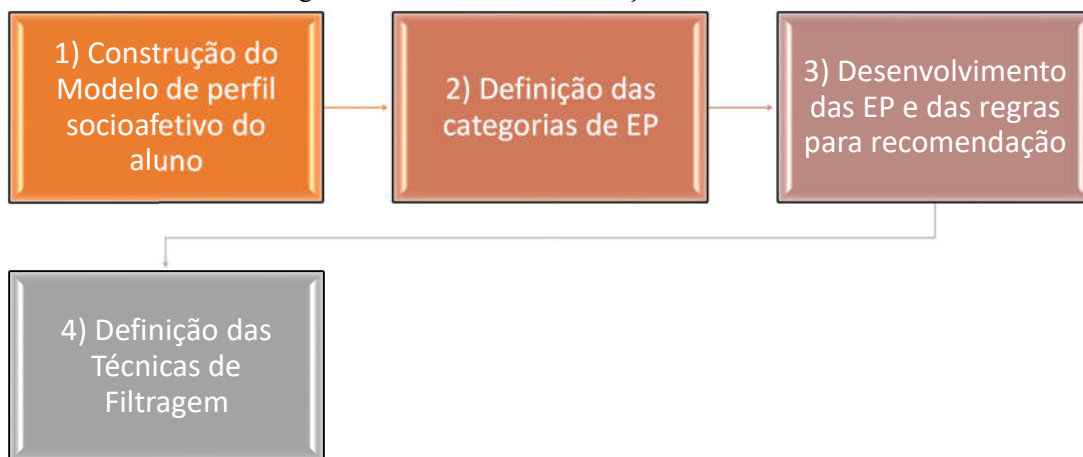 1) Construção do
Modelo de perfil
socioafetivo do
aluno
2) Definição das
categorias de EP
3) Desenvolvimento
das EP e das regras
para recomendação
4) Definição das
Técnicas de
Filtragem